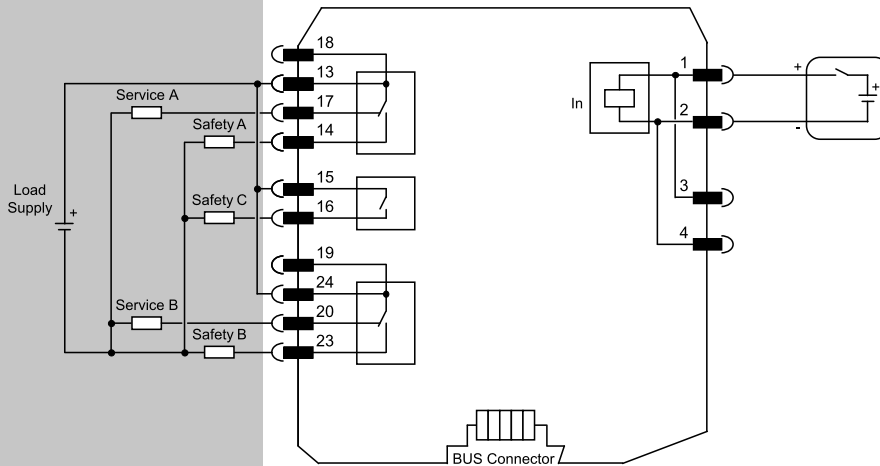 18
13
17
14
15
16
19
24
20
23
Service A
Safety A
Load
Supply
+
Safety C
Service B
Safety B
In
1
2
3
4
+
-
+
BUS Connector